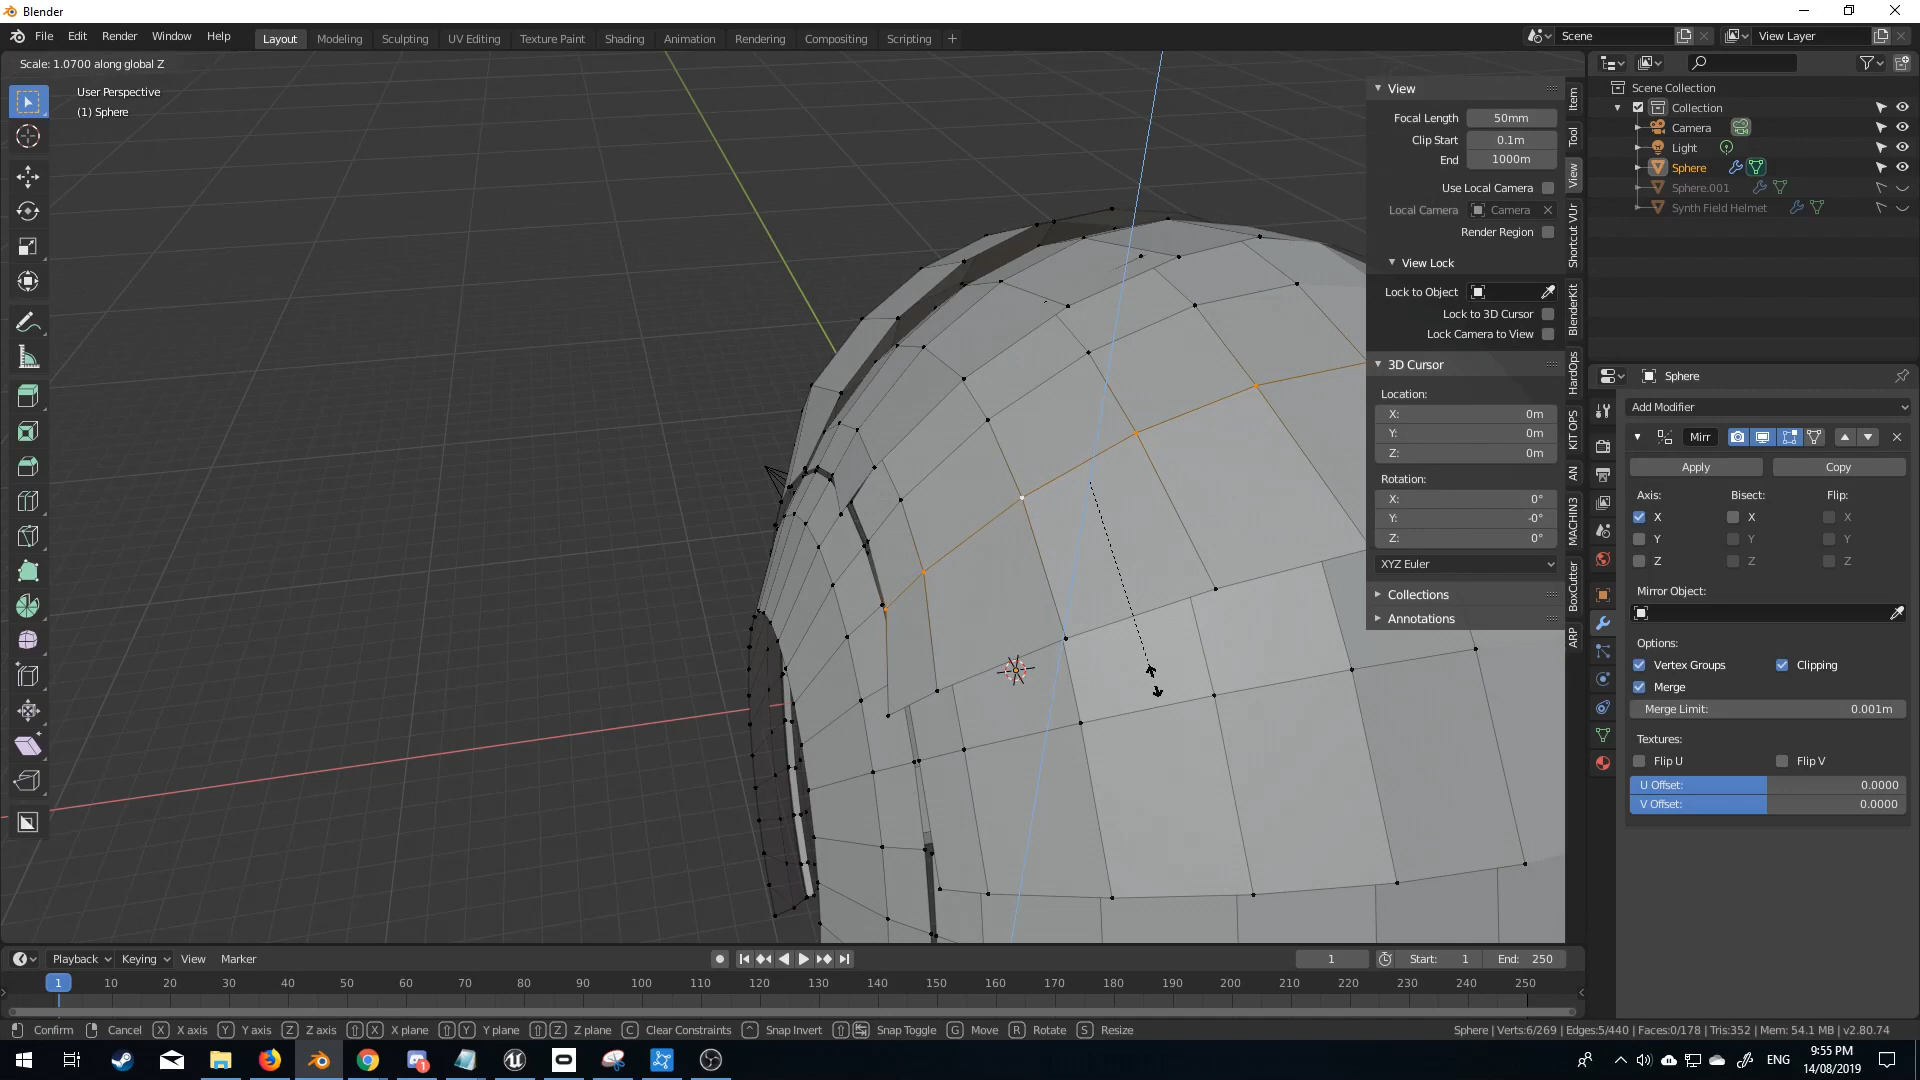 Blender
File Edit Render Window Help Layout Modeling Sculpting UV Editing Texture Paint Shading Animation Rendering Compositing Scripting + Scene View Layer
Scale: 1.0700 along global Z
User Perspective
(1) Sphere
View
Focal Length 50mm
Clip Start 0.1m
End 1000m
Use Local Camera
Local Camera Camera
Render Region
View Lock
Lock to Object
Lock to 3D Cursor
Lock Camera to View
3D Cursor
Location:
X: 0m
Y: 0m
Z: 0m
Rotation:
X: 0°
Y: -0°
Z: 0°
XYZ Euler
Collections
Annotations
Item
Tool
View
Shortcut VUr
BlenderKit
HardOps
KIT OPS
AN
MACHIN3
BoxCutter
ARP
Scene Collection
Collection
Camera
Light
Sphere
Sphere.001
Synth Field Helmet
Sphere
Add Modifier
Mirr
Apply Copy
Axis: Bisect: Flip:
X X X
Y Y Y
Z Z Z
Mirror Object:
Options:
Vertex Groups Clipping
Merge
Merge Limit: 0.001m
Textures:
Flip U Flip V
U Offset: 0.0000
V Offset: 0.0000
Playback Keying View Marker 1 Start: 1 End: 250
1 10 20 30 40 50 60 70 80 90 100 110 120 130 140 150 160 170 180 190 200 210 220 230 240 250
Confirm Cancel X X axis Y Y axis Z Z axis X X plane Y Y plane Z Z plane C Clear Constraints Snap Invert Snap Toggle G Move R Rotate S Resize Sphere | Verts:6/269 | Edges:5/440 | Faces:0/178 | Tris:352 | Mem: 54.1 MB | v2.80.74
1 ENG 9:55 PM
14/08/2019